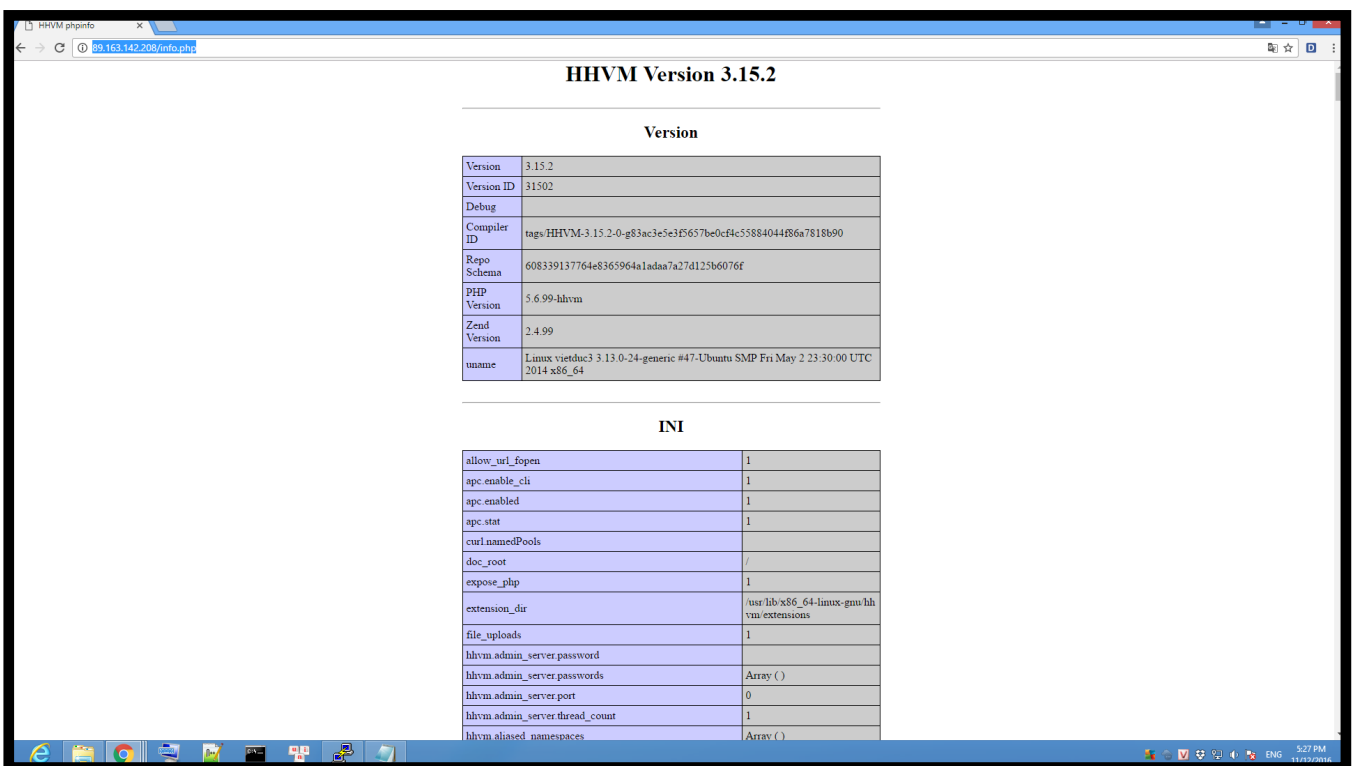 HHVM phpinfo
89.163.142.208/info.php
HHVM Version 3.15.2
Version
Version 3.15.2
Version ID 31502
Debug
Compiler
ID
tags/HHVM-3.15.2-0-g83ac3e5e3f5657be0cf4c55884044f86a7818b90
Repo
Schema
608339137764e8365964a1adaa7a27d125b6076f
PHP
Version
5.6.99-hhvm
Zend
Version
2.4.99
uname
Linux vietduc3 3.13.0-24-generic #47-Ubuntu SMP Fri May 2 23:30:00 UTC
2014 x86_64
INI
allow_url_fopen 1
apc.enable_cli 1
apc.enabled 1
apc.stat 1
curl.namedPools
doc_root /
expose_php 1
extension_dir
/usr/lib/x86_64-linux-gnu/hh
vm/extensions
file_uploads 1
hhvm.admin_server.password
hhvm.admin_server.passwords Array ( )
hhvm.admin_server.port 0
hhvm.admin_server.thread_count 1
hhvm.aliased_namespaces Array ( )
ENG
5:27 PM
11/12/2016